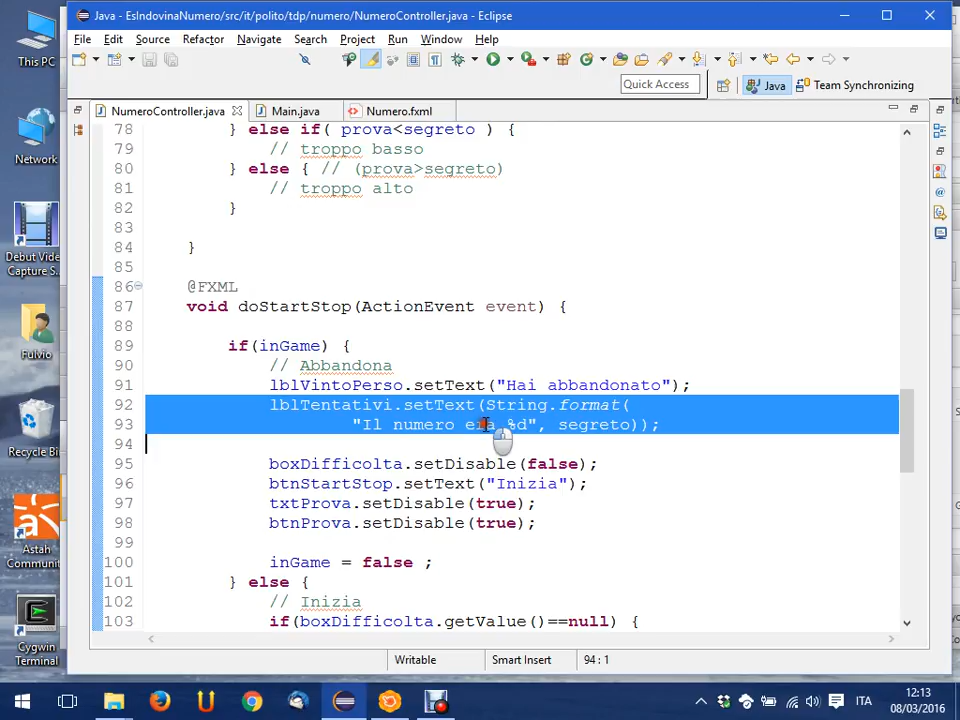 This PC
Network
Debut Vide
Capture S...
Fulvio
Recycle Bin
Astah
Communi...
Cygwin
Terminal
Java - EsIndovinaNumero/src/it/polito/tdp/numero/NumeroController.java - Eclipse
File Edit Source Refactor Navigate Search Project Run Window Help
Quick Access
Java
Team Synchronizing
NumeroController.java
Main.java
Numero.fxml
78 } else if( prova<segreto ) {
79 // troppo basso
80 } else { // (prova>segreto)
81 // troppo alto
82 }
83
84 }
85
86 @FXML
87 void doStartStop(ActionEvent event) {
88
89 if(inGame) {
90 // Abbandona
91 lblVintoPerso.setText("Hai abbandonato");
92 lblTentativi.setText(String.format(
93 "Il numero era %d", segreto));
94
95 boxDifficolta.setDisable(false);
96 btnStartStop.setText("Inizia");
97 txtProva.setDisable(true);
98 btnProva.setDisable(true);
99
100 inGame = false ;
101 } else {
102 // Inizia
103 if(boxDifficolta.getValue()==null) {
Writable
Smart Insert
94 : 1
ITA
12:13
08/03/2016